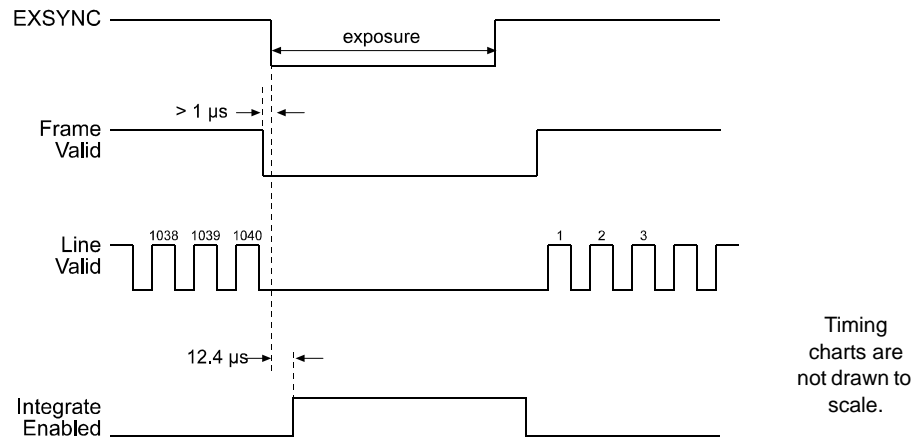 EXSYNC
exposure
> 1 µs
Frame
Valid
1038 1039 1040 1 2 3
Line
Valid
Timing
charts are
not drawn to
scale.
12.4 µs
Integrate
Enabled